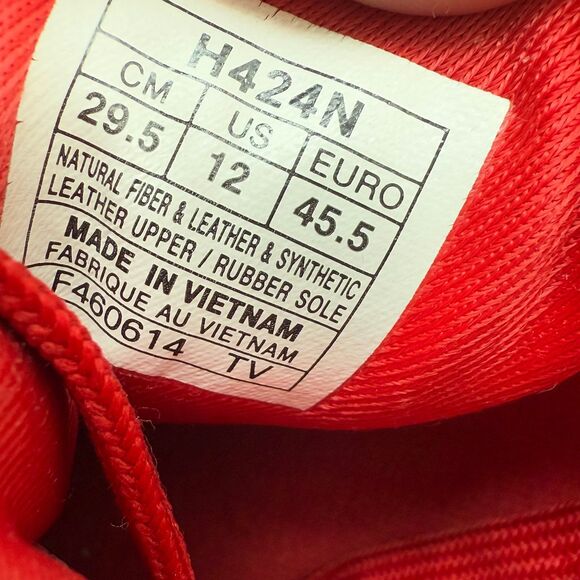 H424N
CM US EURO
29.5 12 45.5
NATURAL FIBER & LEATHER & SYNTHETIC
LEATHER UPPER / RUBBER SOLE
MADE IN VIETNAM
FABRIQUE AU VIETNAM
F460614 TV